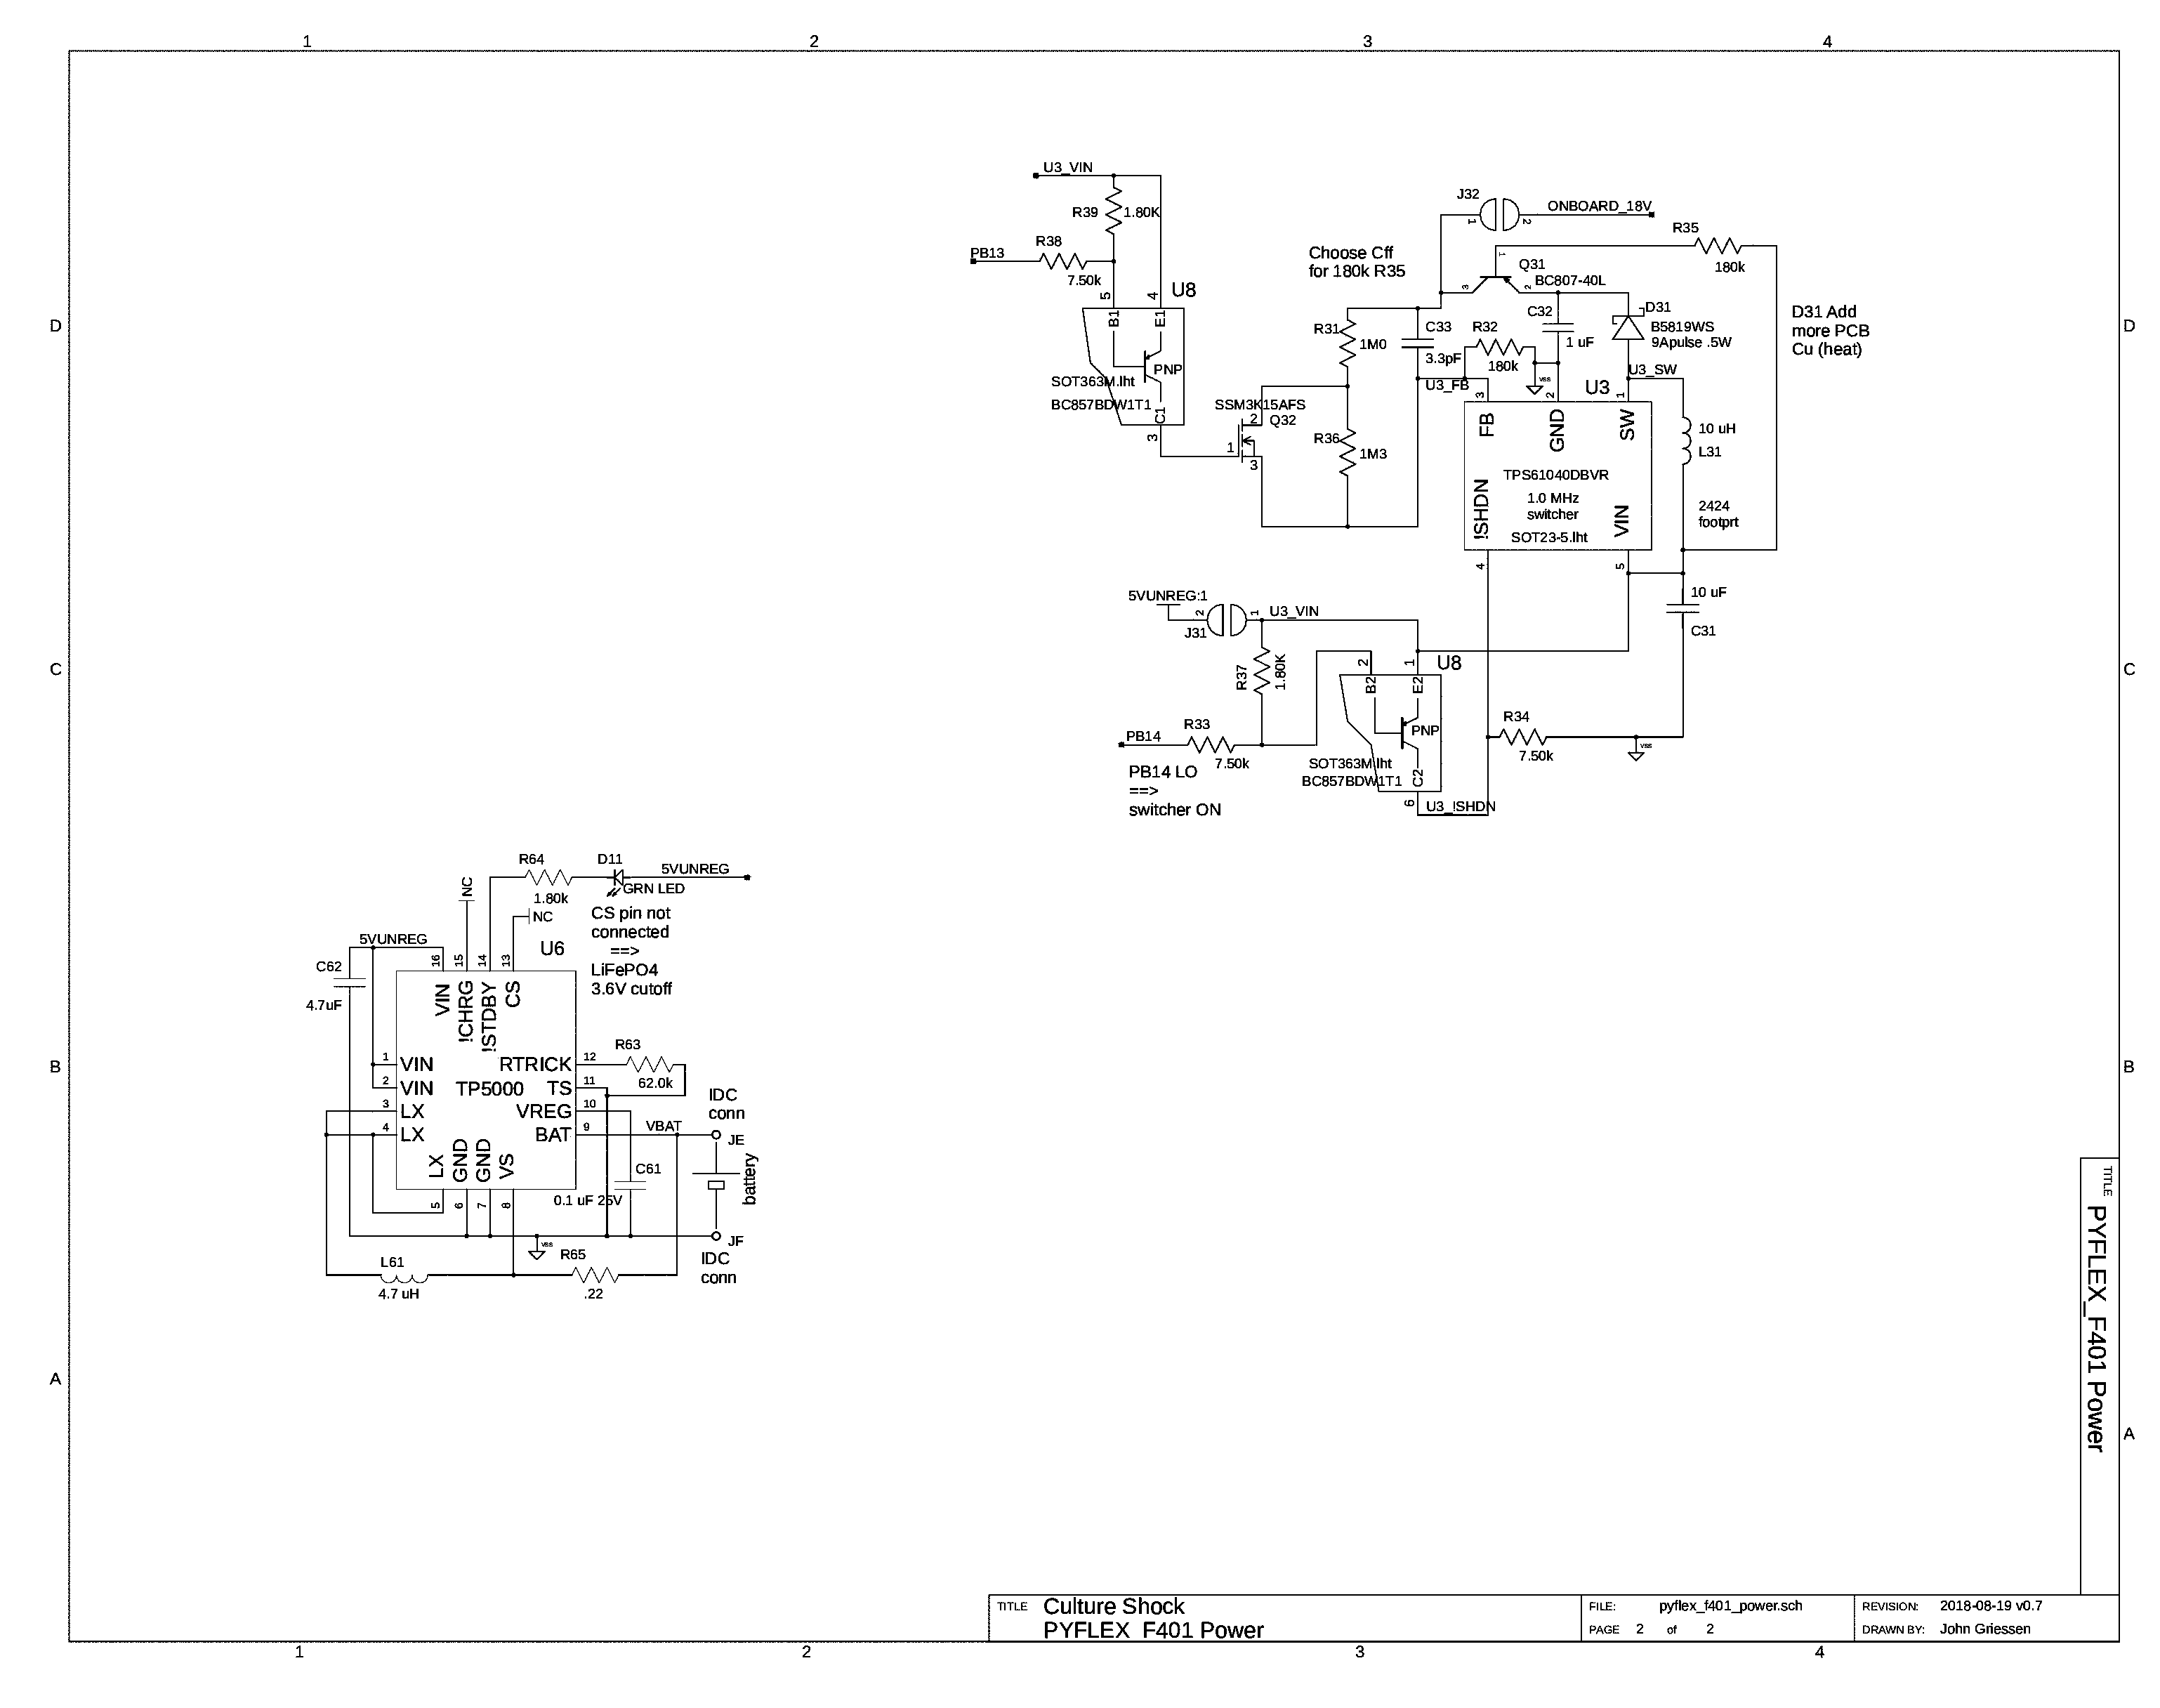 1 2 3 4
D
C
B
A
D
C
B
A
U3_VIN
R39 1.80K
PB13
R38
7.50k
U8
5 4
B1 E1
PNP
SOT363M.lht
BC857BDW1T1
C1
3
SSM3K15AFS
Q32
2
1
3
Choose Cff
for 180k R35
J32
1 2
ONBOARD_18V
R35
180k
1
Q31
BC807-40L
3 2
R31
1M0
C33
3.3pF
R32
180k
C32
1 uF
D31
B5819WS
9Apulse .5W
D31 Add
more PCB
Cu (heat)
VSS
U3_FB
U3_SW
U3
3 2 1
FB GND SW
R36
1M3
TPS61040DBVR
1.0 MHz
switcher
SOT23-5.lht
!SHDN VIN
4 5
10 uH
L31
2424
footprt
10 uF
C31
5VUNREG:1
2 1
J31
U3_VIN
R37
1.80K
U8
2 1
B2 E2
PNP
SOT363M.lht
BC857BDW1T1
C2
6
U3_!SHDN
PB14
R33
7.50k
PB14 LO
==>
switcher ON
R34
7.50k
VSS
R64
1.80k
D11
GRN LED
5VUNREG
NC
NC
CS pin not
connected
==>
LiFePO4
3.6V cutoff
5VUNREG
C62
4.7uF
U6
16 15 14 13
VIN !CHRG !STDBY CS
1 VIN
2 VIN
3 LX
4 LX
TP5000
RTRICK 12
TS 11
VREG 10
BAT 9
R63
62.0k
LX GND GND VS
5 6 7 8
VBAT
IDC
conn
JE
battery
C61
0.1 uF 25V
JF
IDC
conn
VSS
R65
.22
L61
4.7 uH
TITLE PYFLEX_F401 Power
TITLE Culture Shock
PYFLEX_F401 Power
FILE: pyflex_f401_power.sch
PAGE 2 of 2
REVISION: 2018-08-19 v0.7
DRAWN BY: John Griessen
1 2 3 4